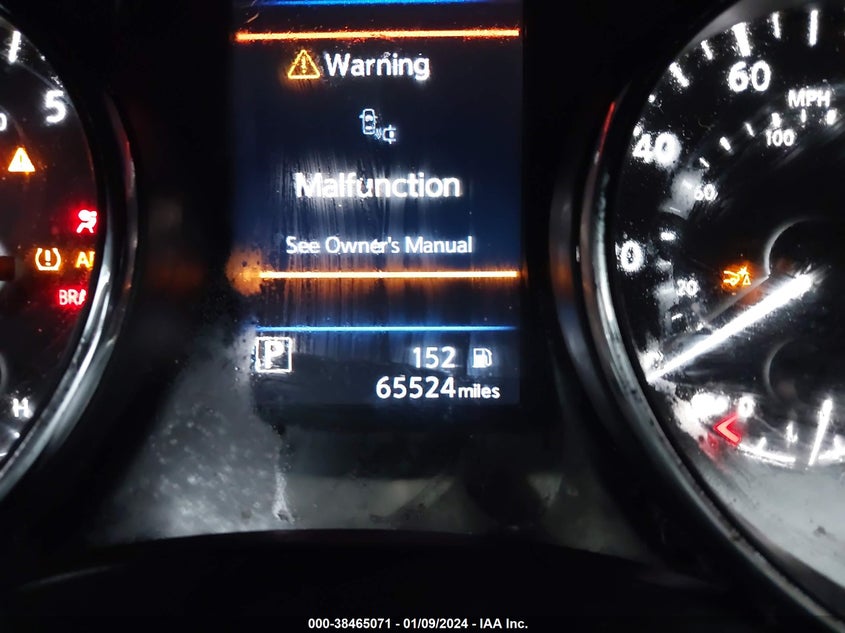 5
Warning
60
MPH
100
40
60
Malfunction
See Owner's Manual
20
BRA
P
152
65524 miles
H
0
000-38465071 - 01/09/2024 - IAA Inc.